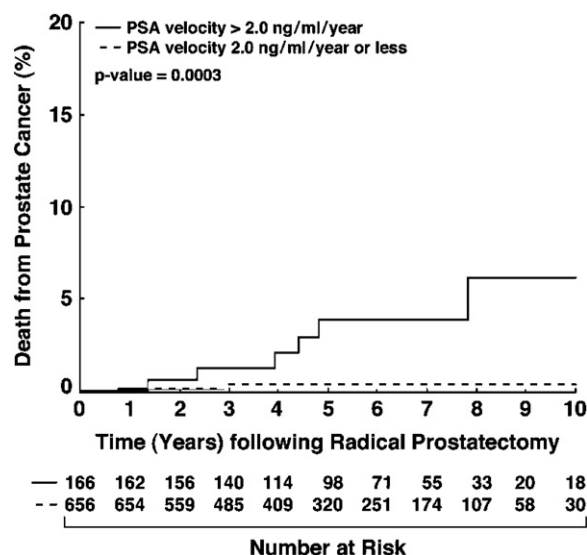 20
PSA velocity > 2.0 ng/ml/year
PSA velocity 2.0 ng/ml/year or less
p-value = 0.0003
15
10
5
0
Death from Prostate Cancer (%)
0 1 2 3 4 5 6 7 8 9 10
Time (Years) following Radical Prostatectomy
166 162 156 140 114 98 71 55 33 20 18
656 654 559 485 409 320 251 174 107 58 30
Number at Risk